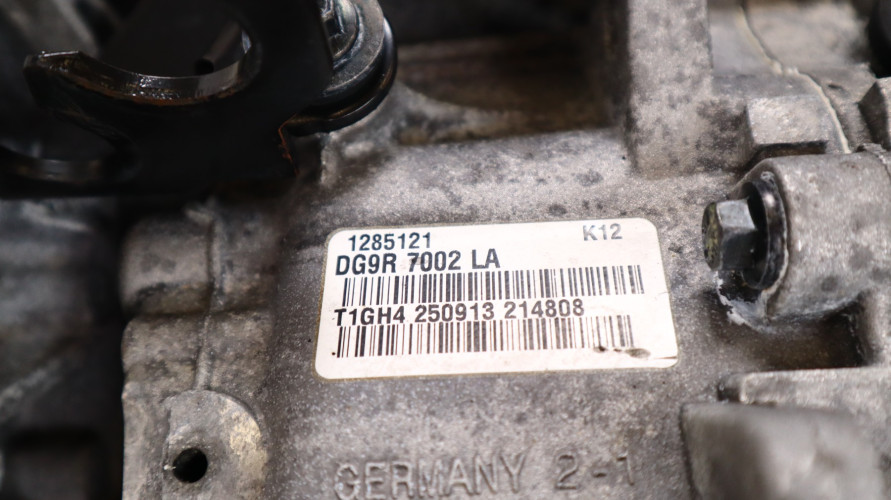 1285121 K12
DG9R 7002 LA
T1GH4 250913 214808
GERMANY 2-1